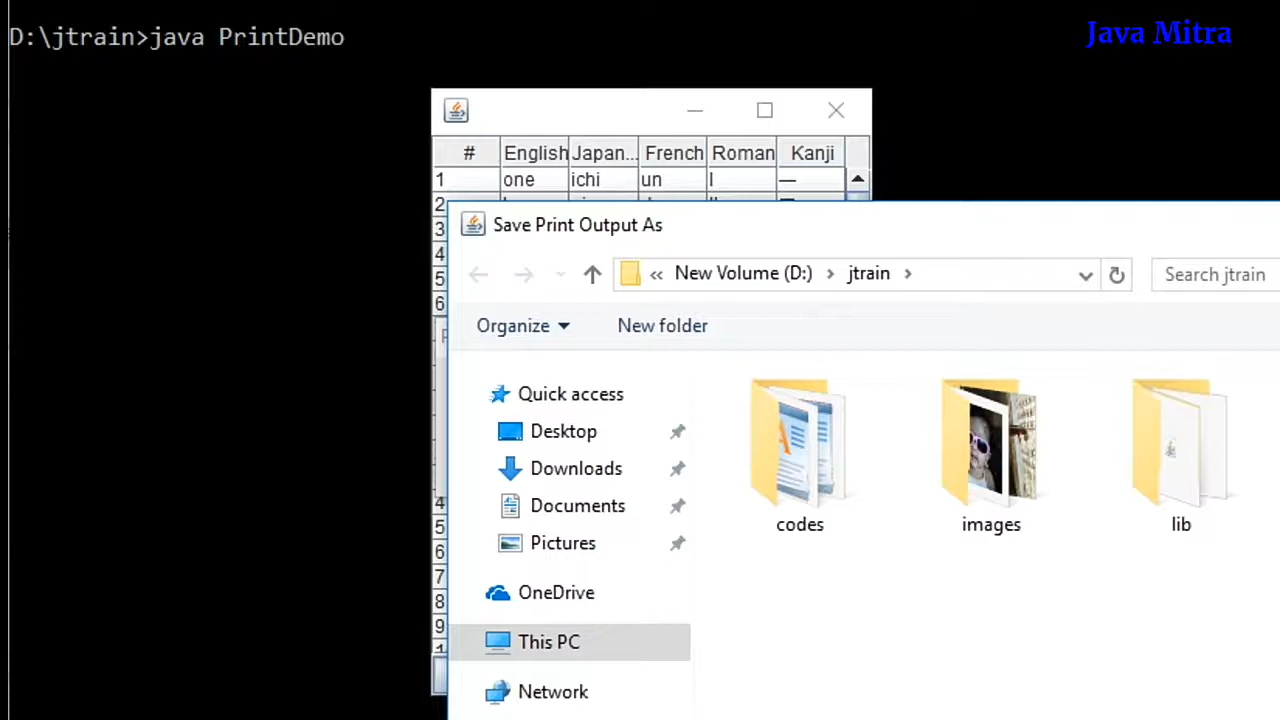 D:\jtrain>java PrintDemo
Java Mitra
# English Japan... French Roman Kanji
1 one ichi un I 一
2
3
4
5
6
Save Print Output As
« New Volume (D:) > jtrain >
Search jtrain
Organize New folder
Quick access
Desktop
Downloads
Documents
Pictures
OneDrive
This PC
Network
codes
images
lib
4
5
6
7
8
9